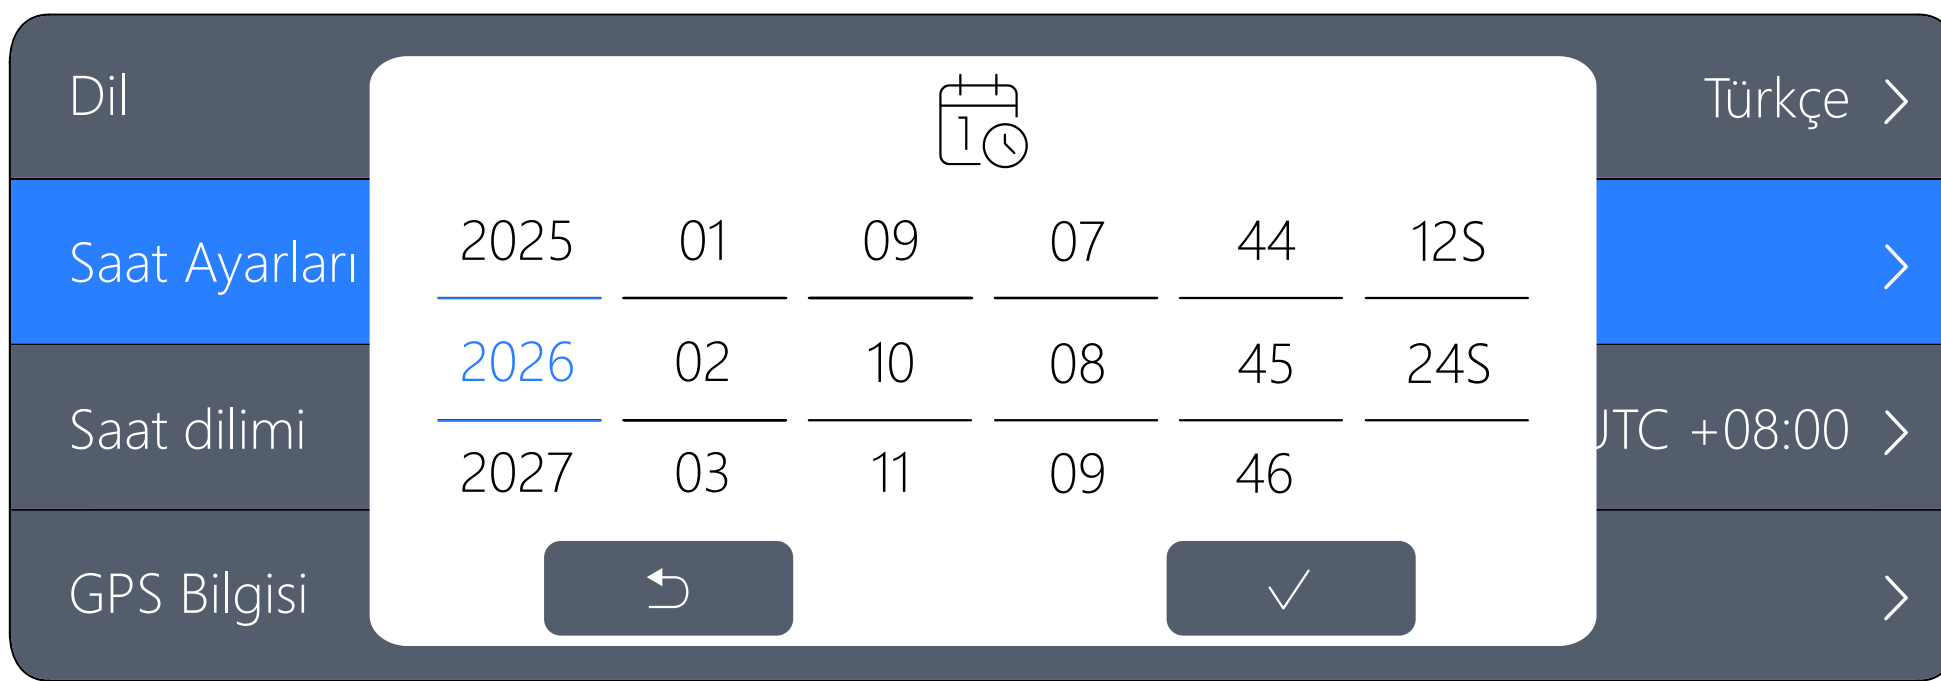 Dil
Türkçe
1
2025 01 09 07 44 12S
Saat Ayarları
2026 02 10 08 45 24S
Saat dilimi
UTC +08:00
2027 03 11 09 46
GPS Bilgisi